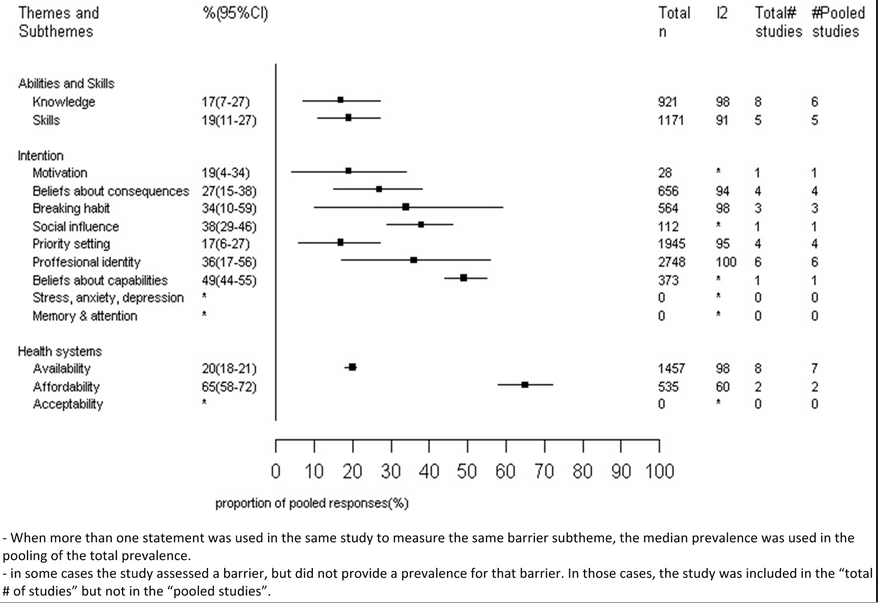 Themes and %(95%CI) Total I2 Total# #Pooled
Subthemes n studies studies
Abilities and Skills
Knowledge 17(7-27) 921 98 8 6
Skills 19(11-27) 1171 91 5 5
Intention
Motivation 19(4-34) 28 * 1 1
Beliefs about consequences 27(15-38) 656 94 4 4
Breaking habit 34(10-59) 564 98 3 3
Social influence 38(29-46) 112 * 1 1
Priority setting 17(6-27) 1945 95 4 4
Proffesional identity 36(17-56) 2748 100 6 6
Beliefs about capabilities 49(44-55) 373 * 1 1
Stress, anxiety, depression * 0 * 0 0
Memory & attention * 0 * 0 0
Health systems
Availability 20(18-21) 1457 98 8 7
Affordability 65(58-72) 535 60 2 2
Acceptability * 0 * 0 0
0 10 20 30 40 50 60 70 80 90 100
proportion of pooled responses(%)
- When more than one statement was used in the same study to measure the same barrier subtheme, the median prevalence was used in the
pooling of the total prevalence.
- in some cases the study assessed a barrier, but did not provide a prevalence for that barrier. In those cases, the study was included in the “total
# of studies” but not in the “pooled studies”.